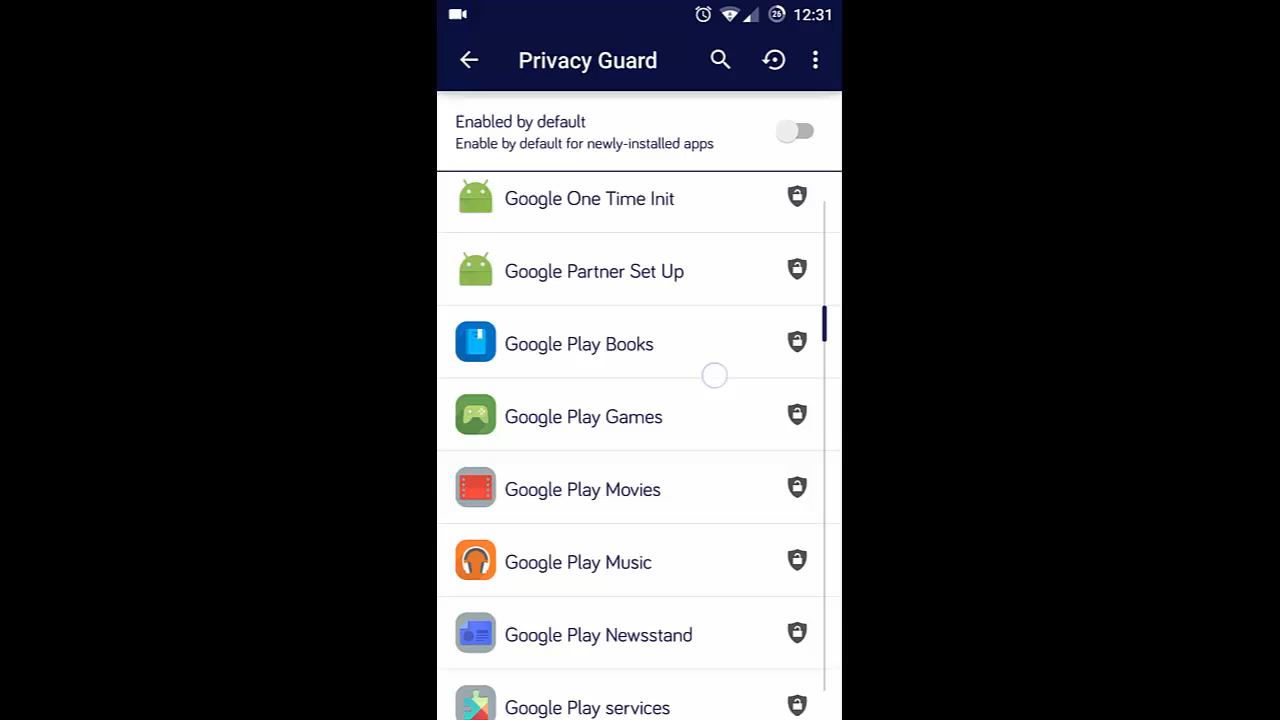 26 12:31
Privacy Guard
Enabled by default
Enable by default for newly-installed apps
Google One Time Init
Google Partner Set Up
Google Play Books
Google Play Games
Google Play Movies
Google Play Music
Google Play Newsstand
Google Play services